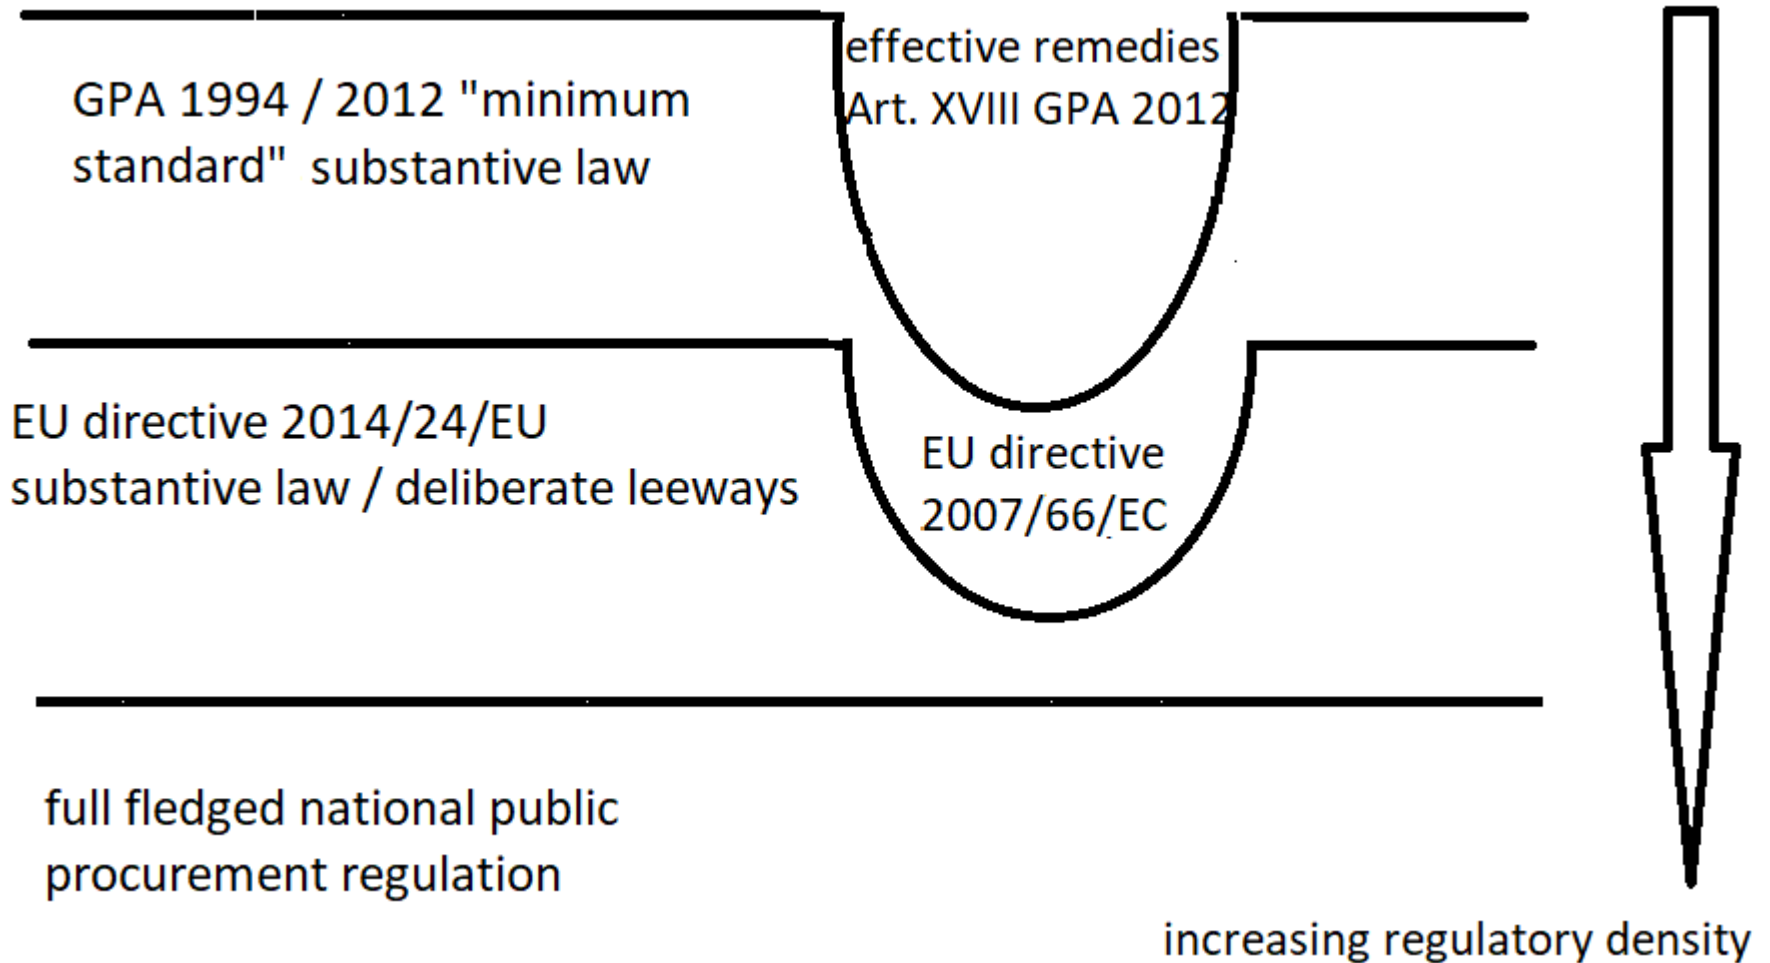 effective remedies
Art. XVIII GPA 2012
GPA 1994 / 2012 "minimum
standard" substantive law
EU directive 2014/24/EU
substantive law / deliberate leeways
EU directive
2007/66/EC
full fledged national public
procurement regulation
increasing regulatory density